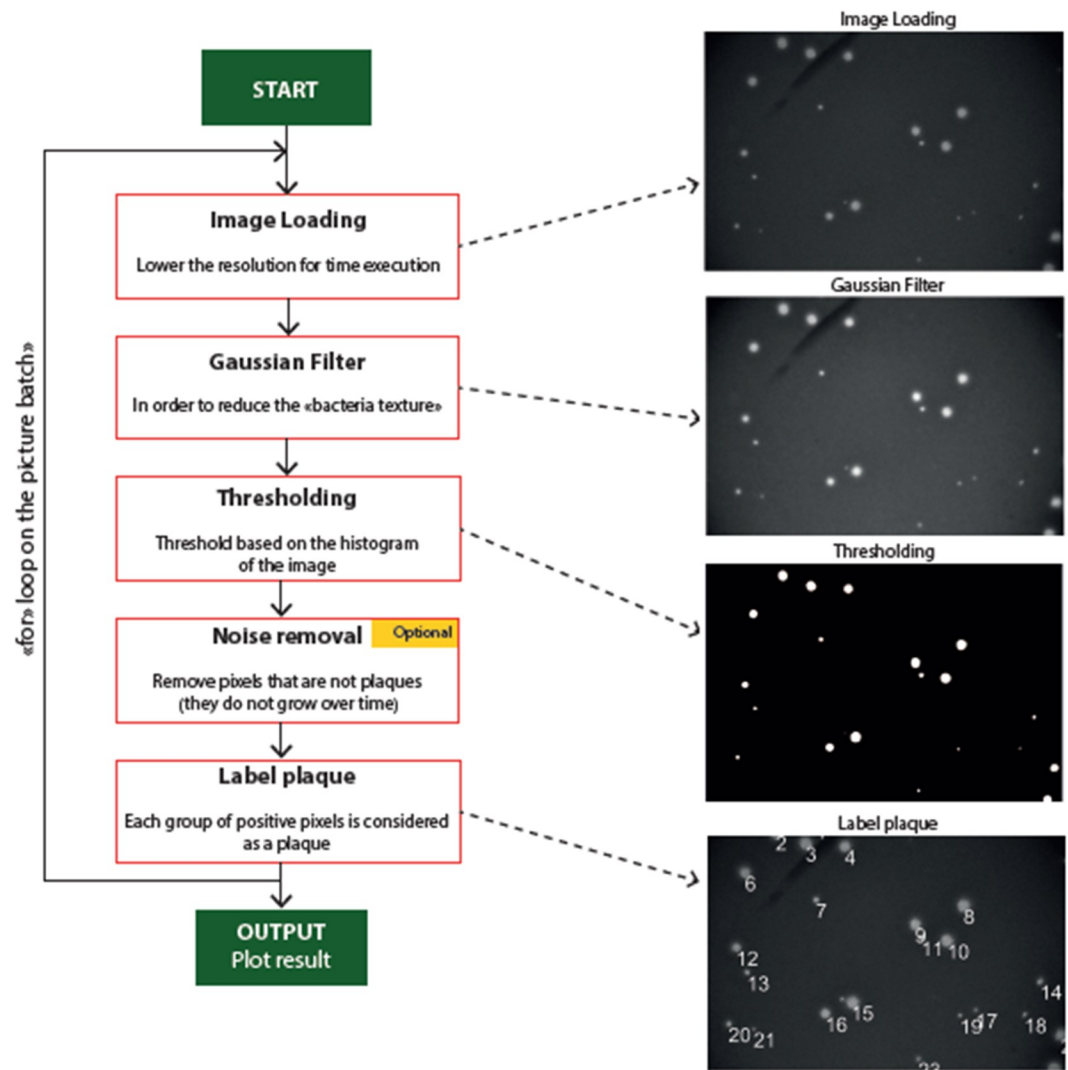 START
Image Loading
Lower the resolution for time execution
Gaussian Filter
In order to reduce the «bacteria texture»
Thresholding
Threshold based on the histogram
of the image
Noise removal
Optional
Remove pixels that are not plaques
(they do not grow over time)
Label plaque
Each group of positive pixels is considered
as a plaque
OUTPUT
Plot result
«for» loop on the picture batch»
Image Loading
Gaussian Filter
Thresholding
Label plaque
2
3
4
6
7
8
9
11
10
12
13
14
15
16
19
17
18
20
21